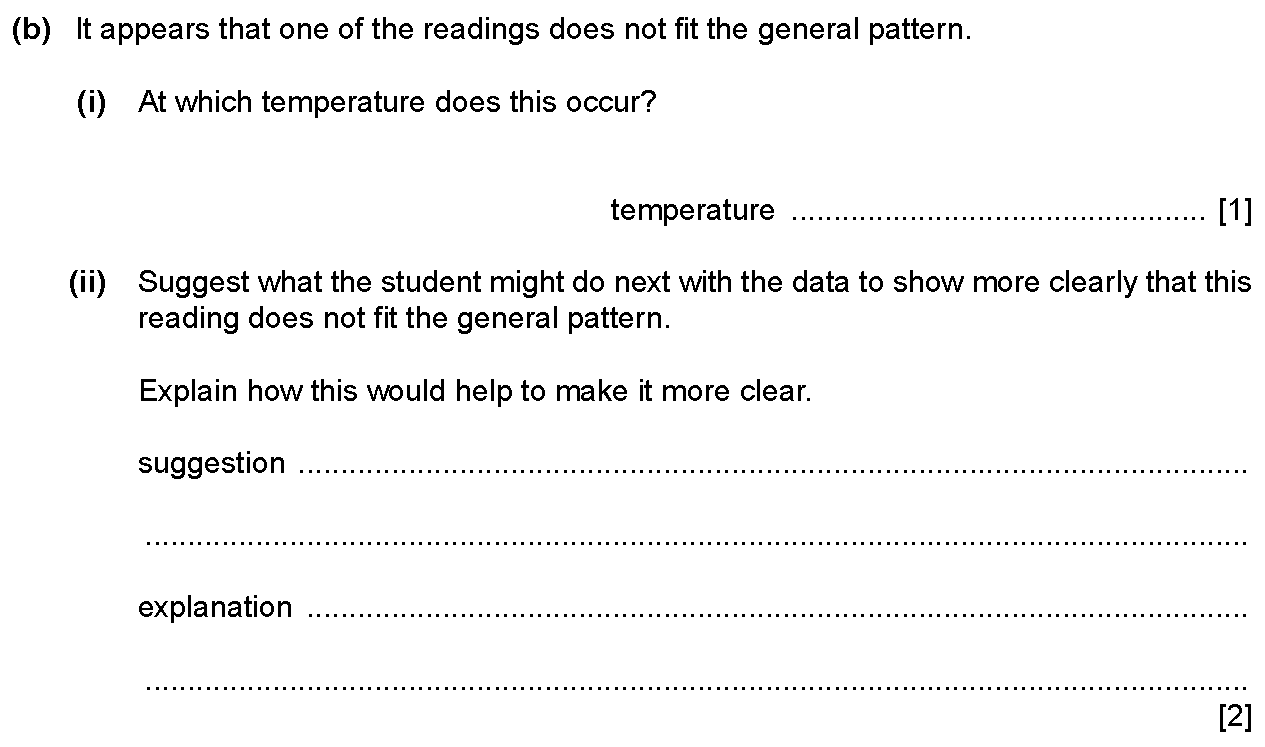 (b) It appears that one of the readings does not fit the general pattern.
(i) At which temperature does this occur?
temperature ................................................. [1]
(ii) Suggest what the student might do next with the data to show more clearly that this
reading does not fit the general pattern.
Explain how this would help to make it more clear.
suggestion ................................................................................................................
..................................................................................................................................
explanation ...............................................................................................................
..................................................................................................................................
[2]